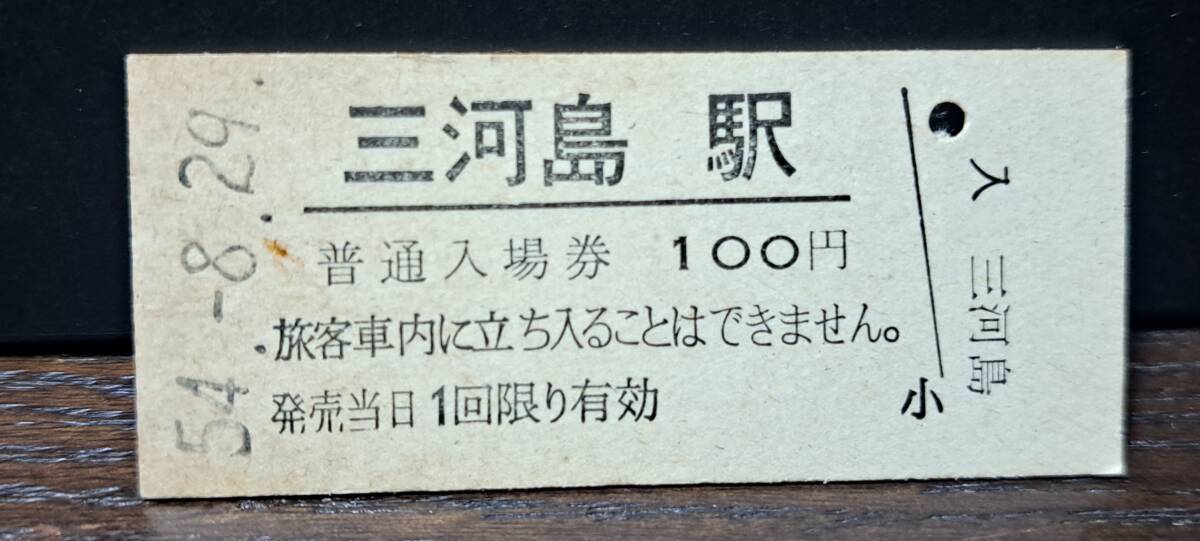 54.-8.29.
三河島 駅
普通入場券 100円
旅客車内に立ち入ることはできません。
発売当日1回限り有効
小
入 三河島